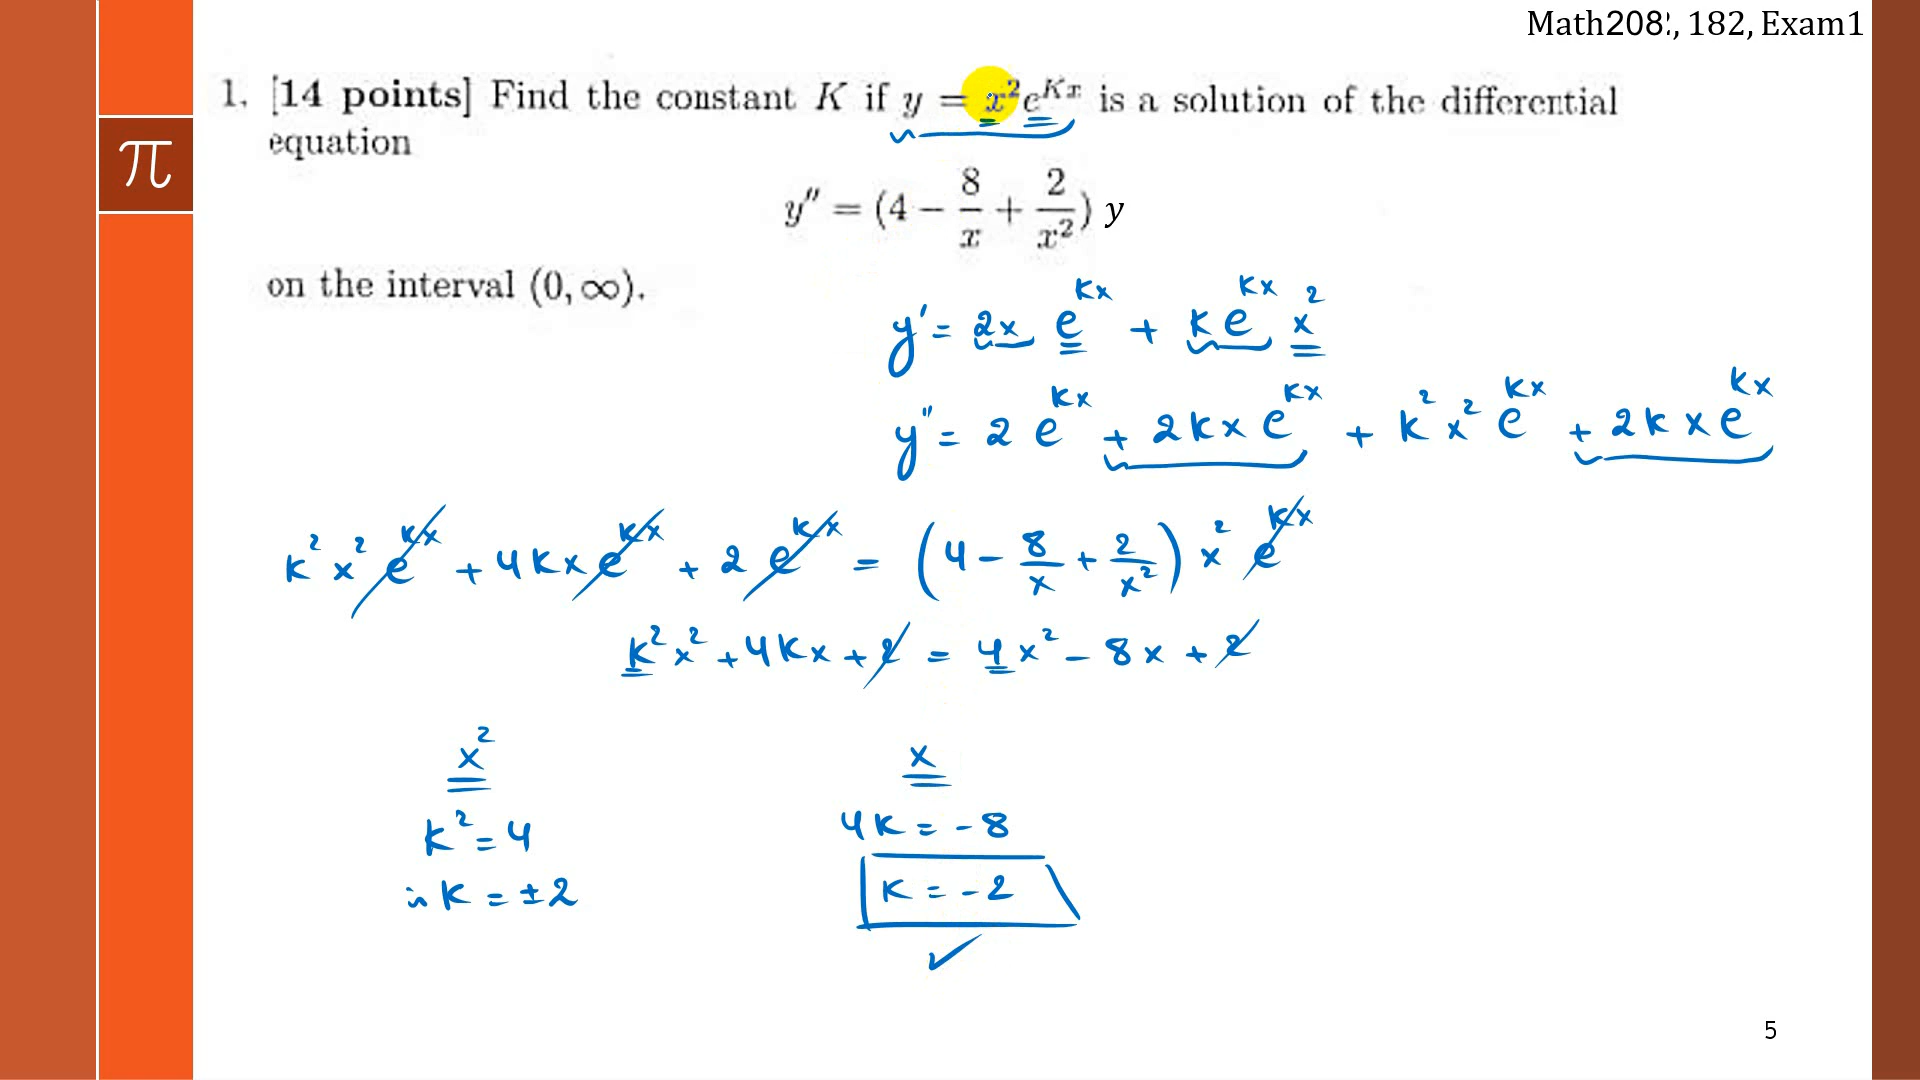 Math208, 182, Exam1
π
1. [14 points] Find the constant K if y = x²e^{Kx} is a solution of the differential
equation
y″ = (4 − 8/x + 2/x²) y
on the interval (0, ∞).
y' = 2x e^{kx} + k e^{kx} x²
y'' = 2 e^{kx} + 2kx e^{kx} + k² x² e^{kx} + 2kx e^{kx}
k² x² e^{kx} + 4kx e^{kx} + 2 e^{kx} = (4 − 8/x + 2/x²) x² e^{kx}
k² x² + 4kx + 2 = 4x² − 8x + 2
x² x
k² = 4 4k = −8
k = ±2 k = −2
5